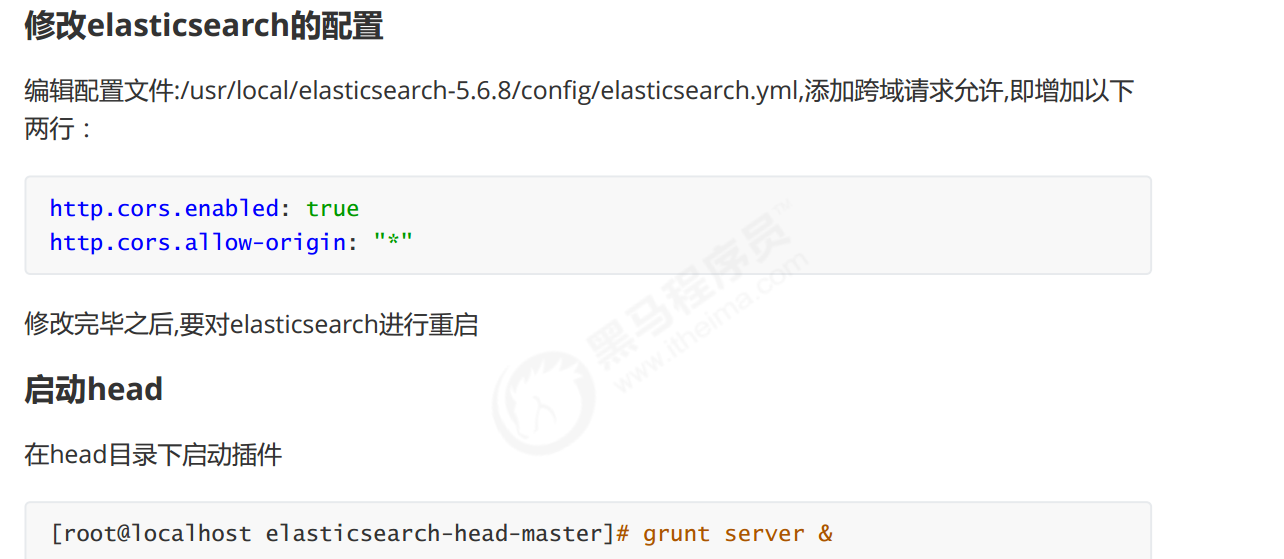 修改elasticsearch的配置
编辑配置文件:/usr/local/elasticsearch-5.6.8/config/elasticsearch.yml,添加跨域请求允许,即增加以下
两行：
http.cors.enabled: true
http.cors.allow-origin: "*"
黑马程序员™
www.itheima.com
修改完毕之后,要对elasticsearch进行重启
启动head
在head目录下启动插件
[root@localhost elasticsearch-head-master]# grunt server &